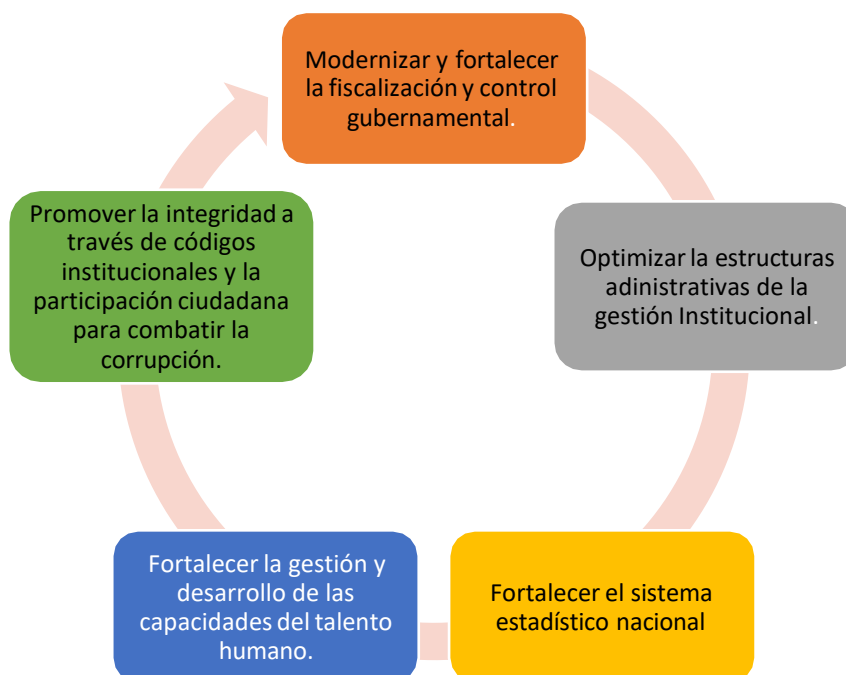 Modernizar y fortalecer
la fiscalización y control
gubernamental.
Optimizar la estructuras
adinistrativas de la
gestión Institucional.
Fortalecer el sistema
estadístico nacional
Fortalecer la gestión y
desarrollo de las
capacidades del talento
humano.
Promover la integridad a
través de códigos
institucionales y la
participación ciudadana
para combatir la
corrupción.